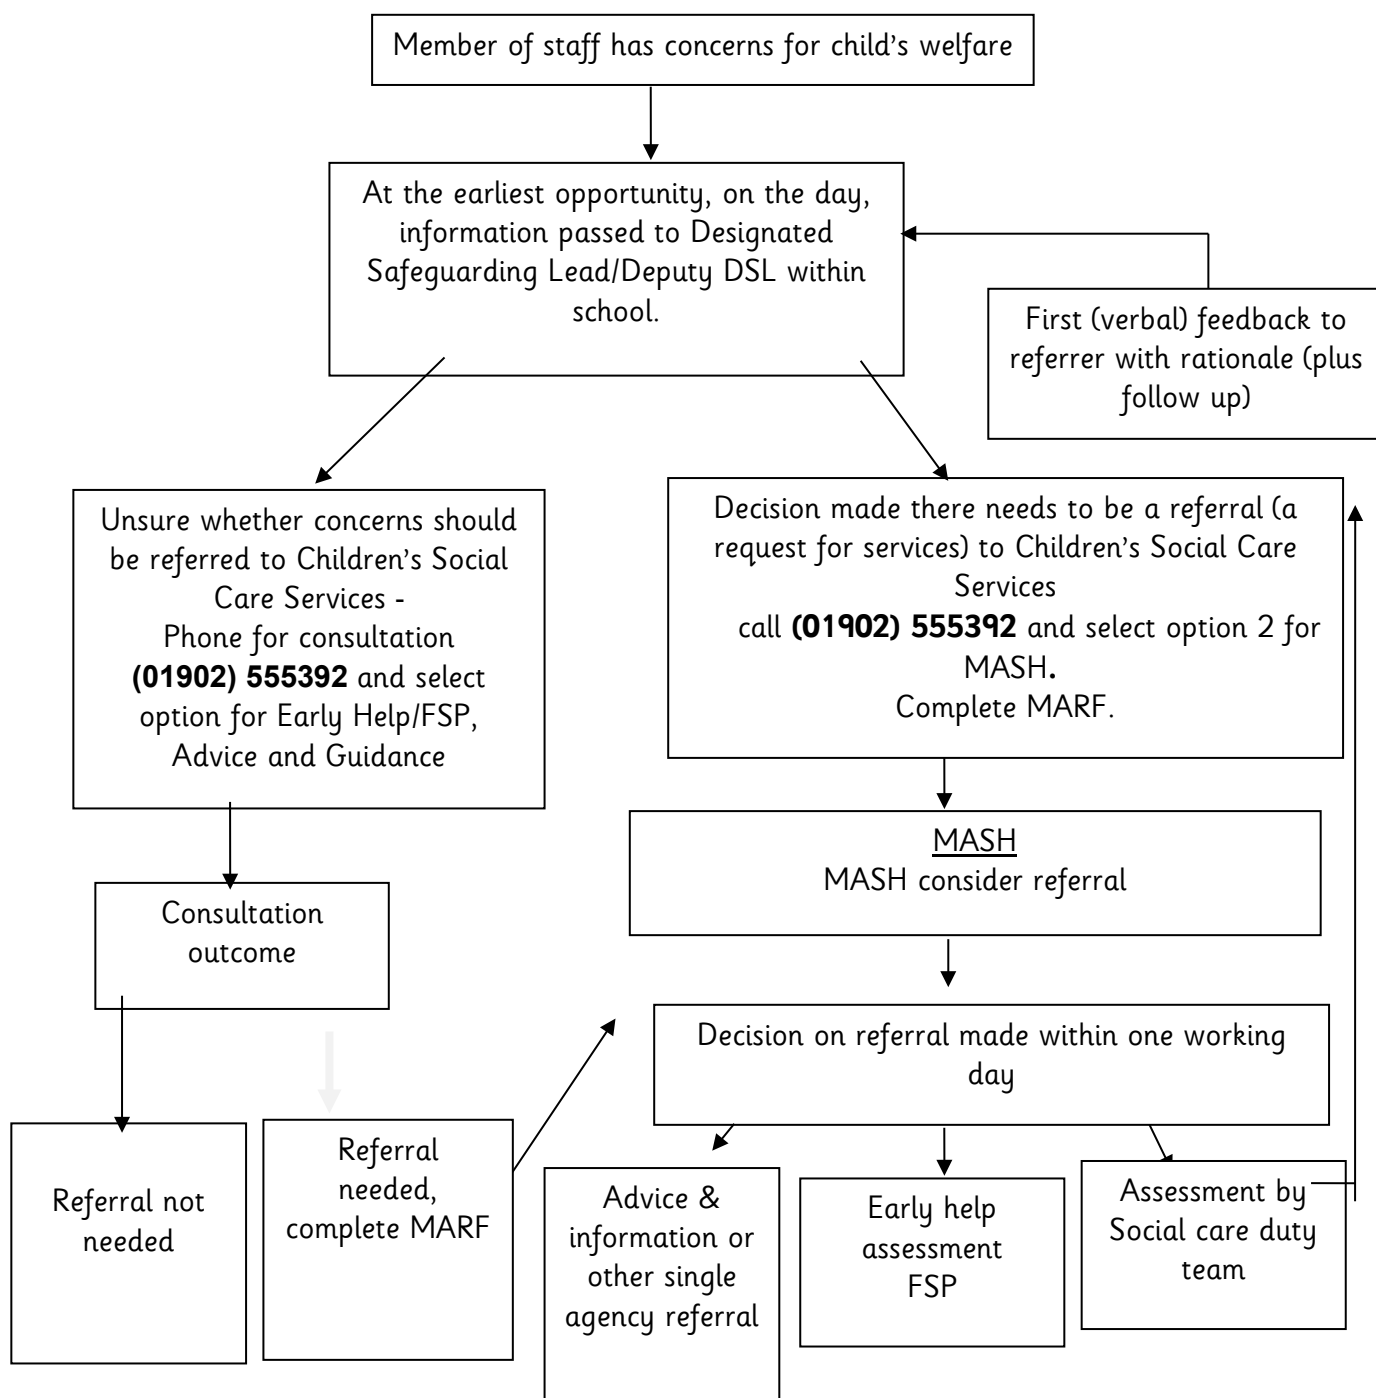 Member of staff has concerns for child's welfare
At the earliest opportunity, on the day,
information passed to Designated
Safeguarding Lead/Deputy DSL within
school.
First (verbal) feedback to
referrer with rationale (plus
follow up)
Unsure whether concerns should
be referred to Children's Social
Care Services -
Phone for consultation
(01902) 555392 and select
option for Early Help/FSP,
Advice and Guidance
Decision made there needs to be a referral (a
request for services) to Children's Social Care
Services
call (01902) 555392 and select option 2 for
MASH.
Complete MARF.
MASH
MASH consider referral
Consultation
outcome
Decision on referral made within one working
day
Referral not
needed
Referral
needed,
complete MARF
Advice &
information or
other single
agency referral
Early help
assessment
FSP
Assessment by
Social care duty
team